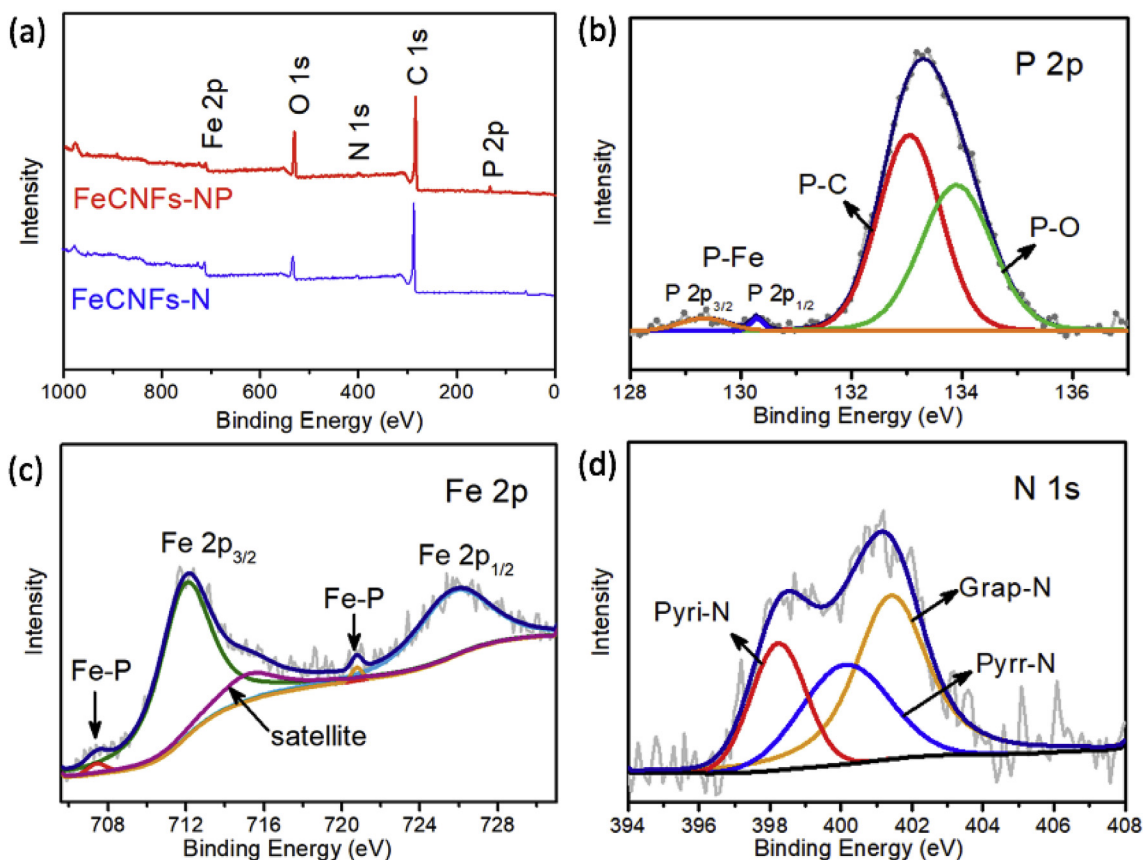 (a)
Intensity
Fe 2p
O 1s
N 1s
C 1s
P 2p
FeCNFs-NP
FeCNFs-N
1000 800 600 400 200 0
Binding Energy (eV)
(b)
Intensity
P 2p
P-C
P-O
P-Fe
P 2p3/2 P 2p1/2
128 130 132 134 136
Binding Energy (eV)
(c)
Intensity
Fe 2p
Fe 2p3/2
Fe 2p1/2
Fe-P
Fe-P
satellite
708 712 716 720 724 728
Binding Energy (eV)
(d)
Intensity
N 1s
Pyri-N
Grap-N
Pyrr-N
394 396 398 400 402 404 406 408
Binding Energy (eV)